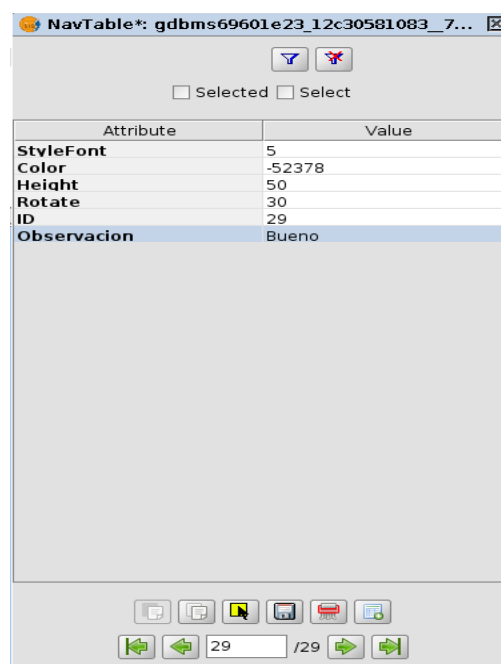 NavTable*: gdbms69601e23_12c30581083__7...
Selected Select
Attribute Value
StyleFont 5
Color -52378
Height 50
Rotate 30
ID 29
Observacion Bueno
29 /29